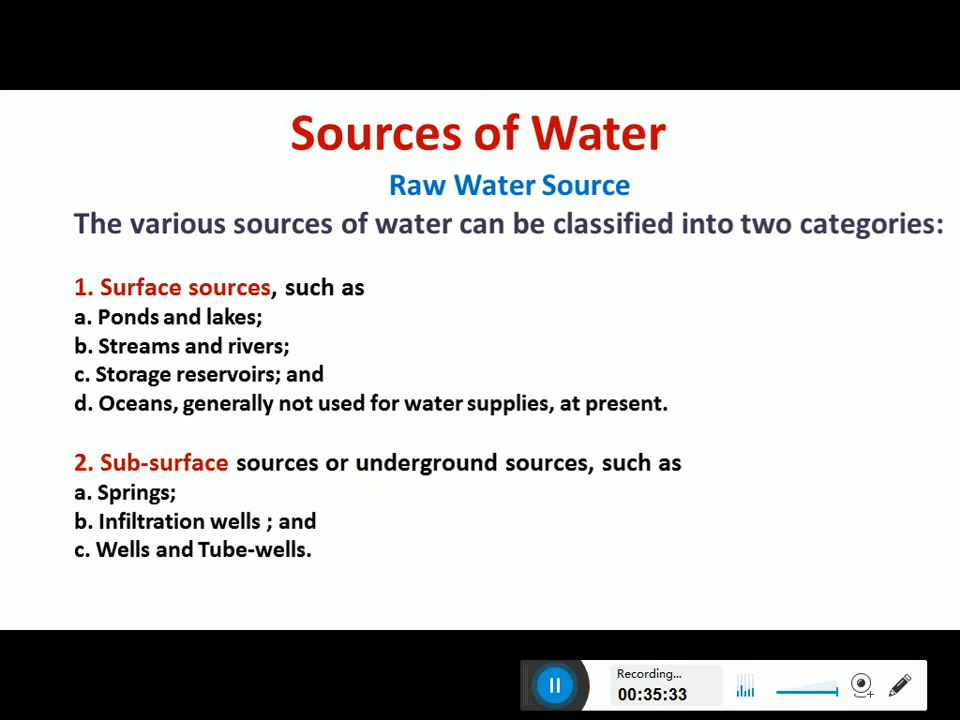 Sources of Water
Raw Water Source
The various sources of water can be classified into two categories:
1. Surface sources, such as
a. Ponds and lakes;
b. Streams and rivers;
c. Storage reservoirs; and
d. Oceans, generally not used for water supplies, at present.
2. Sub-surface sources or underground sources, such as
a. Springs;
b. Infiltration wells ; and
c. Wells and Tube-wells.
Recording...
00:35:33